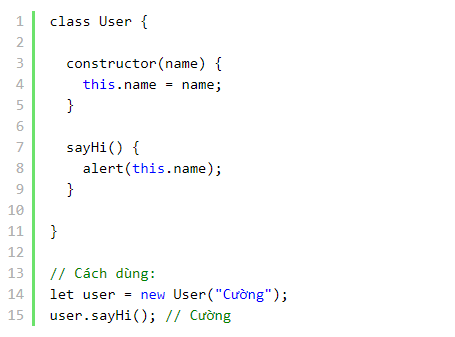 1 class User {
2
3   constructor(name) {
4     this.name = name;
5   }
6
7   sayHi() {
8     alert(this.name);
9   }
10
11 }
12
13 // Cách dùng:
14 let user = new User("Cường");
15 user.sayHi(); // Cường